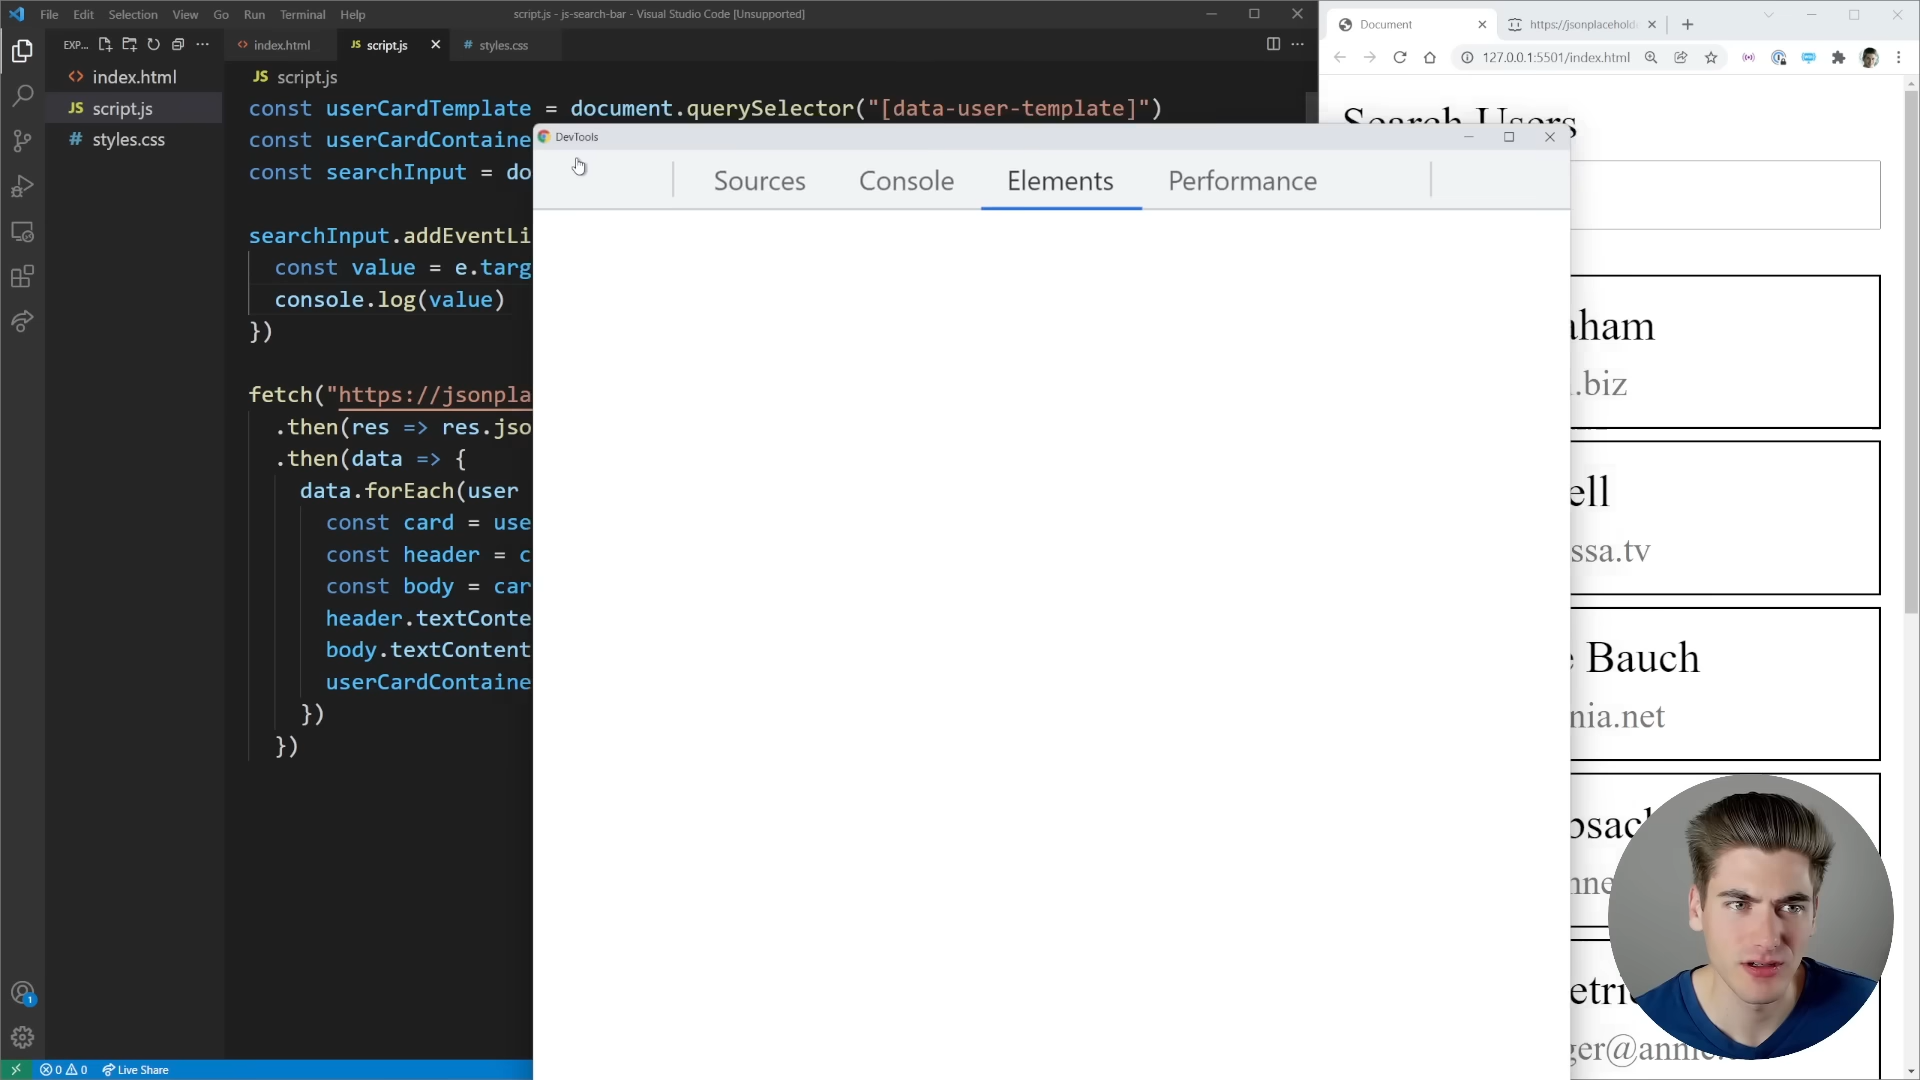 File Edit Selection View Go Run Terminal Help
script.js - js-search-bar - Visual Studio Code [Unsupported]
EXP...
index.html
script.js
styles.css
index.html
JS script.js
# styles.css
JS script.js
const userCardTemplate = document.querySelector("[data-user-template]")
const userCardContaine
const searchInput = do
searchInput.addEventLi
const value = e.targ
console.log(value)
})
fetch("https://jsonpla
.then(res => res.jso
.then(data => {
data.forEach(user
const card = use
const header = c
const body = car
header.textConte
body.textContent
userCardContaine
})
})
0 0 Live Share
1
DevTools
Sources Console Elements Performance
Document
https://jsonplacehold
127.0.0.1:5501/index.html
Search Users
aham
.biz
ell
ssa.tv
e Bauch
nia.net
bsac
nne
etri
ger@annie.